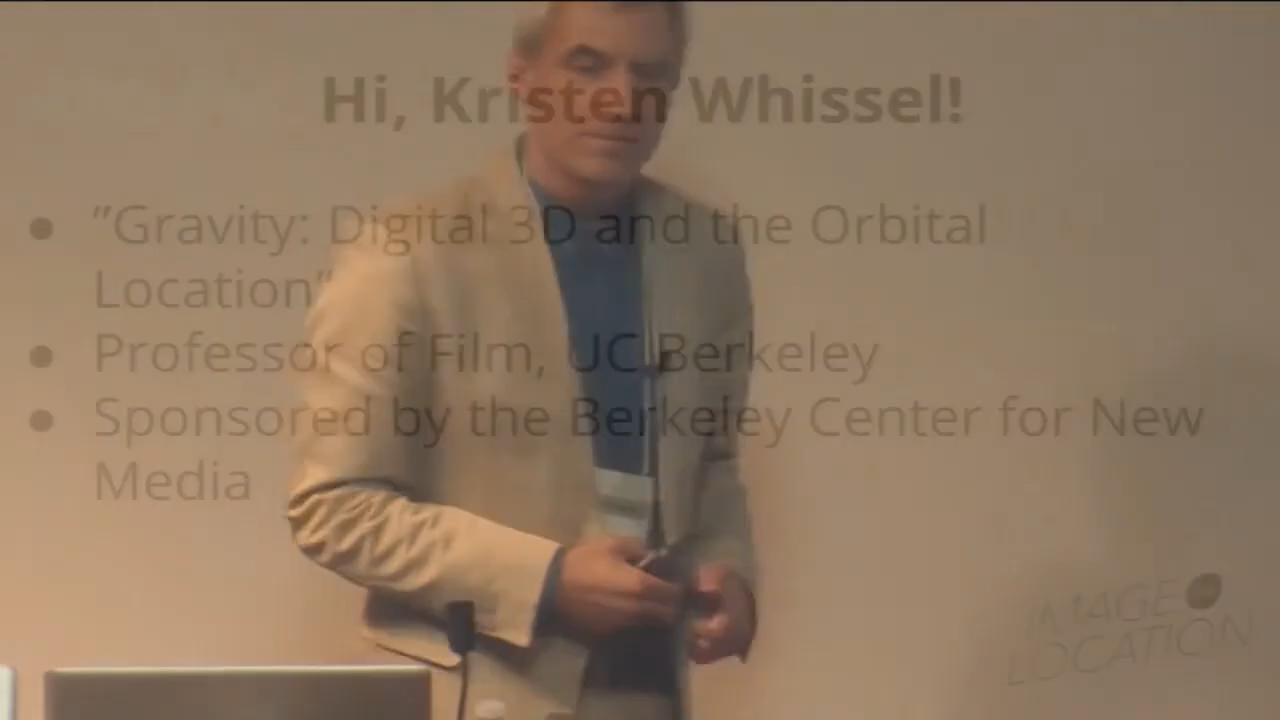 Hi, Kristen Whissel!
● ”Gravity: Digital 3D and the Orbital
Location”
● Professor of Film, UC Berkeley
● Sponsored by the Berkeley Center for New
Media
IMAGE
LOCATION